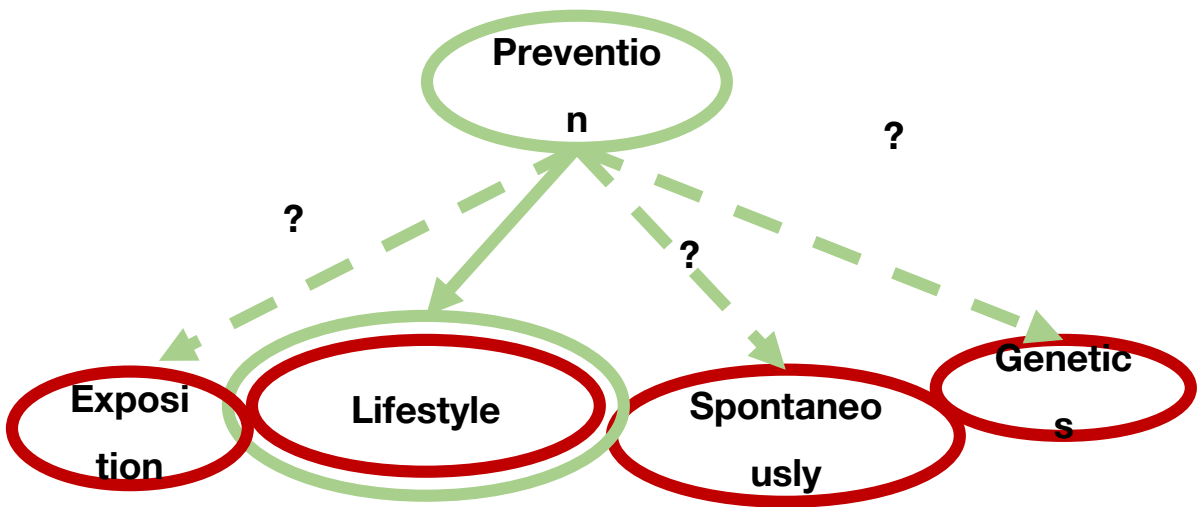 Preventio
n
?
?
?
Exposi
tion
Lifestyle
Spontaneo
usly
Genetic
s